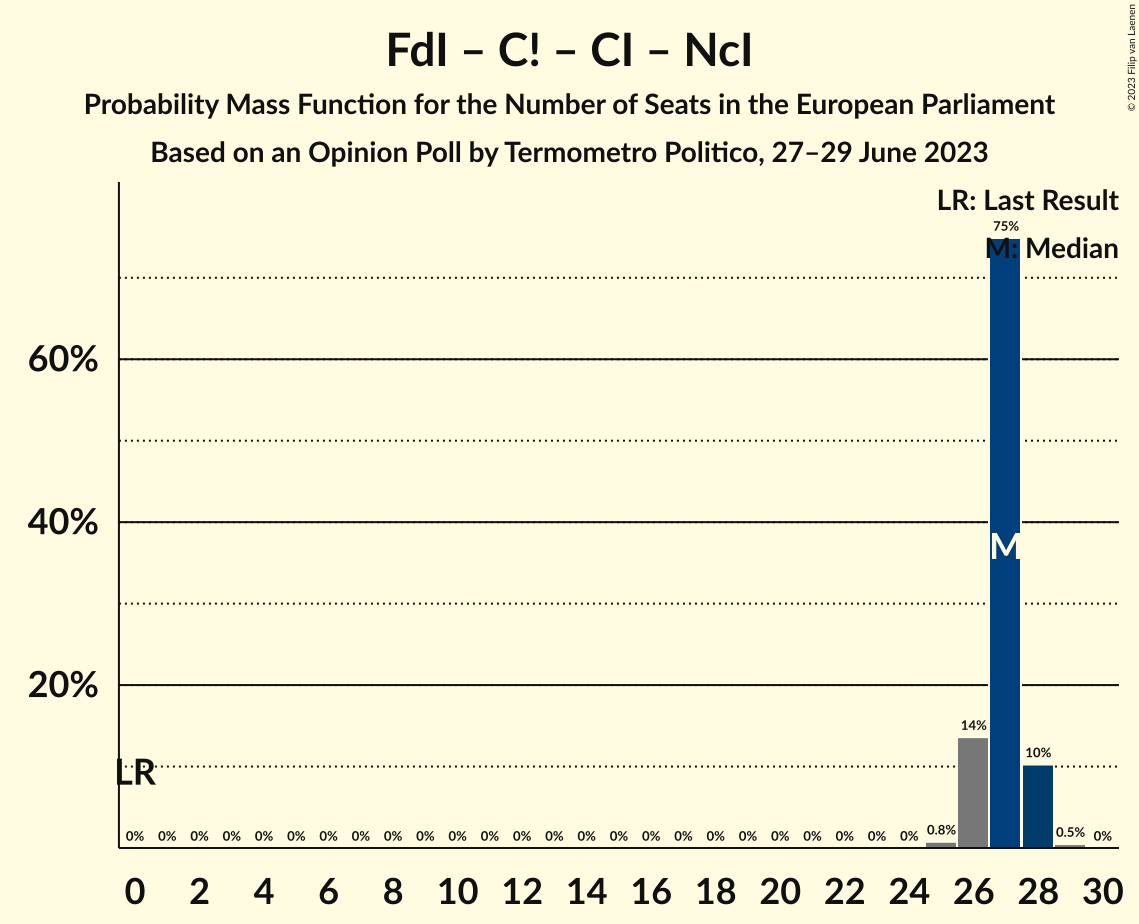 FdI – C! – CI – NcI
Probability Mass Function for the Number of Seats in the European Parliament
Based on an Opinion Poll by Termometro Politico, 27–29 June 2023
© 2023 Filip van Laenen
LR: Last Result
75%
M: Median
60%
40%
M
20%
14%
10%
LR
0% 0% 0% 0% 0% 0% 0% 0% 0% 0% 0% 0% 0% 0% 0% 0% 0% 0% 0% 0% 0% 0% 0% 0% 0% 0.8% 0.5% 0%
0 2 4 6 8 10 12 14 16 18 20 22 24 26 28 30